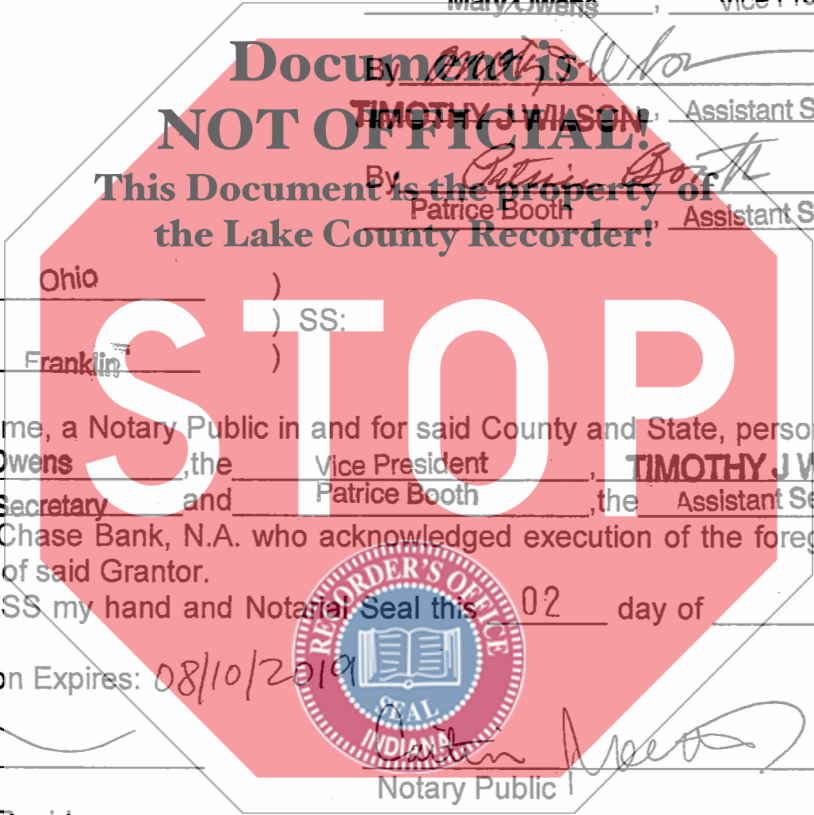 Mary Owens, Vice Pr
Document is
By
NOT OFFICIAL!
TIMOTHY J WILSON, Assistant S
This Document is the property of
By Patrice Booth
Patrice Booth, Assistant S
the Lake County Recorder!
Ohio )
) SS:
Franklin )
STOP
me, a Notary Public in and for said County and State, perso
Owens ,the Vice President , TIMOTHY J W
Secretary and Patrice Booth ,the Assistant Se
Chase Bank, N.A. who acknowledged execution of the foreg
of said Grantor.
SS my hand and Notarial Seal this 02 day of
on Expires: 08/10/2019
RECORDER'S OFFICE
SEAL
INDIANA
Notary Public